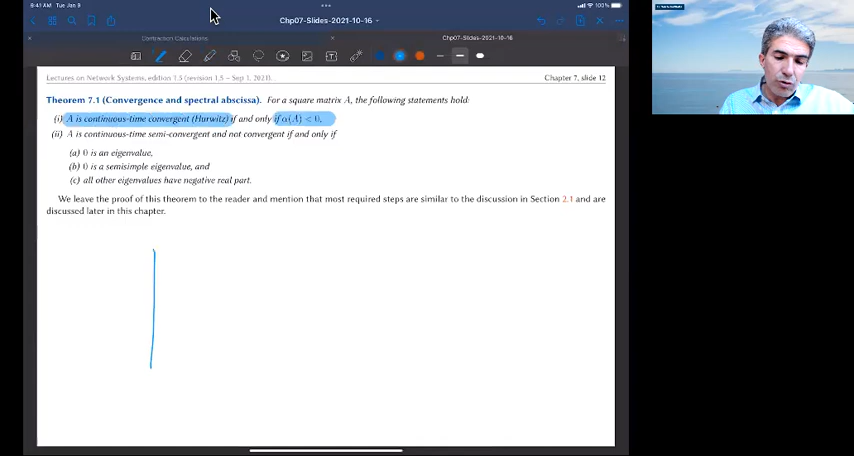 9:41 AM Tue Jan 9
100%
Chp07-Slides-2021-10-16
Contraction Calculations
Chp07-Slides-2021-10-16
Lectures on Network Systems, edition 1.5 (revision 1.5 – Sep 1, 2021).
Chapter 7, slide 12
Theorem 7.1 (Convergence and spectral abscissa). For a square matrix A, the following statements hold:
(i) A is continuous-time convergent (Hurwitz) if and only if α(A) < 0,
(ii) A is continuous-time semi-convergent and not convergent if and only if
(a) 0 is an eigenvalue,
(b) 0 is a semisimple eigenvalue, and
(c) all other eigenvalues have negative real part.
We leave the proof of this theorem to the reader and mention that most required steps are similar to the discussion in Section 2.1 and are
discussed later in this chapter.